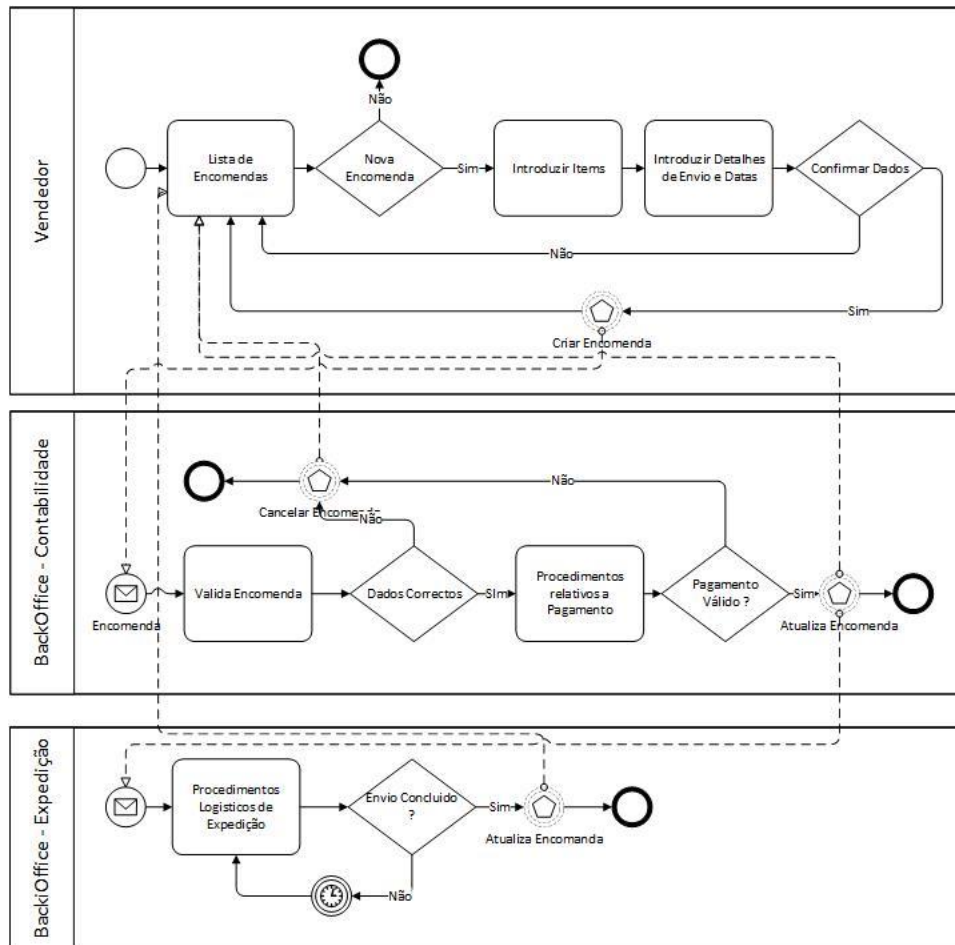 Vendedor
Não
Lista de
Encomendas
Nova
Encomenda
Sim
Introduzir Items
Introduzir Detalhes
de Envio e Datas
Confirmar Dados
Não
Sim
Criar Encomenda
BackOffice - Contabilidade
Não
Cancelar Encomenda
Não
Encomenda
Valida Encomenda
Dados Correctos
SIm
Procedimentos
relativos a
Pagamento
Pagamento
Válido ?
Sim
Atualiza Encomenda
BackiOffice - Expedição
Procedimentos
Logisticos de
Expedição
Envio Concluido
?
Sim
Atualiza Encomanda
Não